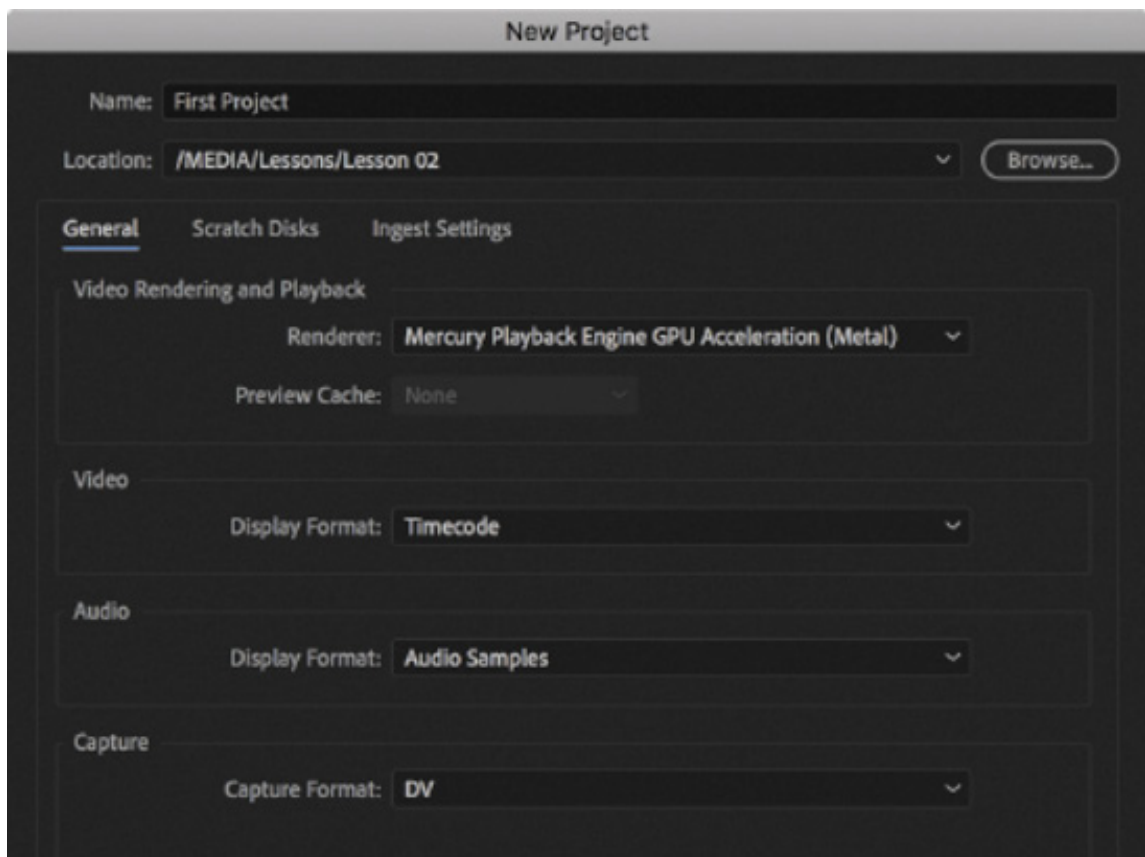 New Project
Name: First Project
Location: /MEDIA/Lessons/Lesson 02 Browse...
General Scratch Disks Ingest Settings
Video Rendering and Playback
Renderer: Mercury Playback Engine GPU Acceleration (Metal)
Preview Cache: None
Video
Display Format: Timecode
Audio
Display Format: Audio Samples
Capture
Capture Format: DV